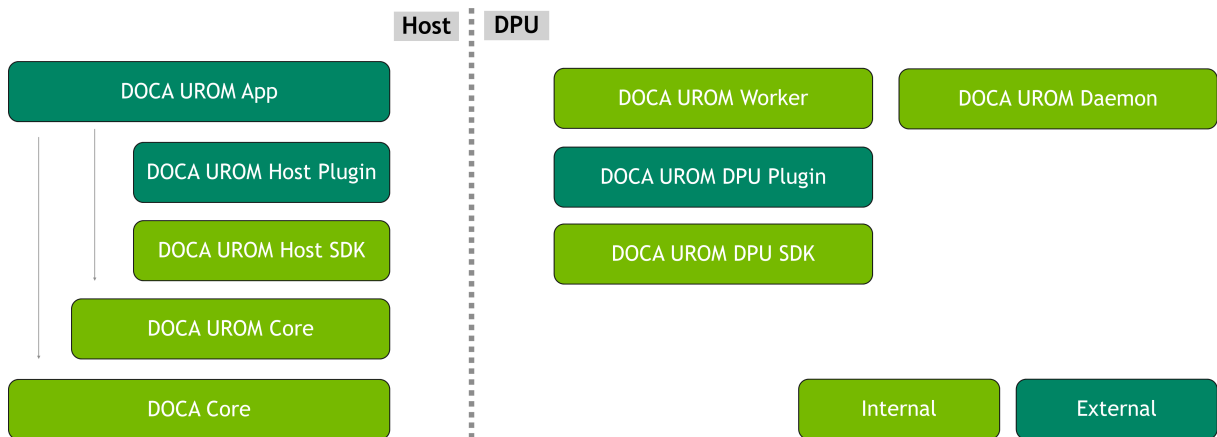 Host
DPU
DOCA UROM App
DOCA UROM Host Plugin
DOCA UROM Host SDK
DOCA UROM Core
DOCA Core
DOCA UROM Worker
DOCA UROM Daemon
DOCA UROM DPU Plugin
DOCA UROM DPU SDK
Internal
External